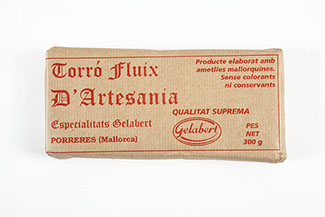 Torró Fluix
D'Artesania
Especialitats Gelabert
PORRERES (Mallorca)
Producte elaborat amb
ametlles mallorquines.
Sense colorants
ni conservants
QUALITAT SUPREMA
Gelabert
PES
NET
300 g